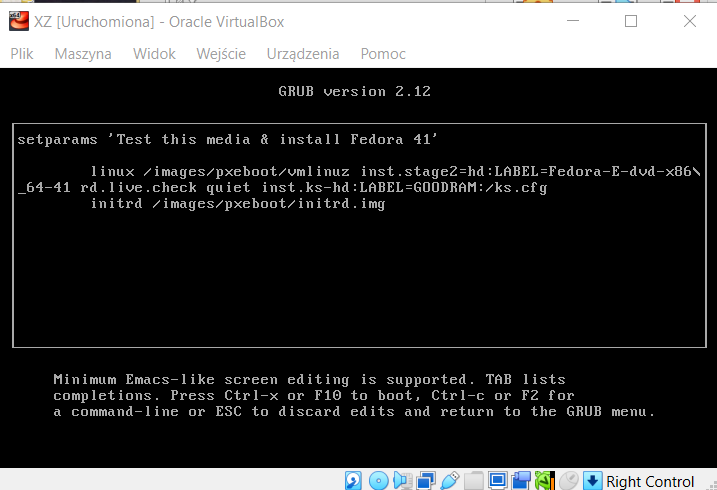 XZ [Uruchomiona] - Oracle VirtualBox
Plik Maszyna Widok Wejście Urządzenia Pomoc
GRUB version 2.12
setparams 'Test this media & install Fedora 41'
linux /images/pxeboot/vmlinuz inst.stage2=hd:LABEL=Fedora-E-dvd-x86\
_64-41 rd.live.check quiet inst.ks-hd:LABEL=GOODRAM:/ks.cfg
initrd /images/pxeboot/initrd.img
Minimum Emacs-like screen editing is supported. TAB lists
completions. Press Ctrl-x or F10 to boot, Ctrl-c or F2 for
a command-line or ESC to discard edits and return to the GRUB menu.
Right Control